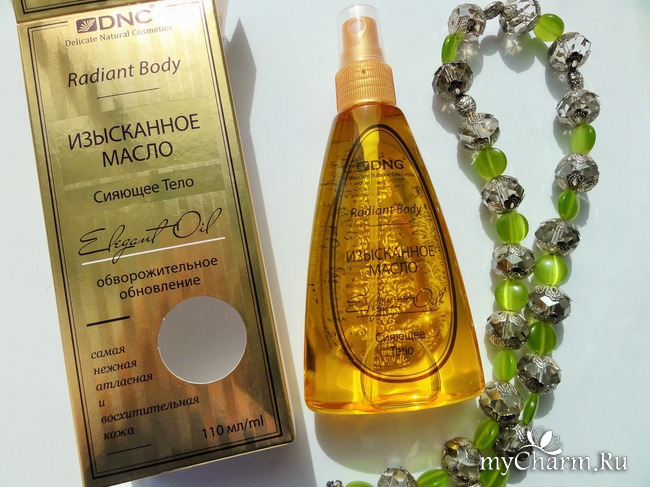 DNC
Delicate Natural Cosmetics
Radiant Body
ИЗЫСКАННОЕ
МАСЛО
Сияющее Тело
Elegant Oil
обворожительное
обновление
самая
нежная
атласная
и
восхитительная
кожа
110 мл/ml
DNC
Delicate Natural Cosmetics
Radiant Body
ИЗЫСКАННОЕ
МАСЛО
Elegant Oil
Сияющее
Тело
myCharm.Ru